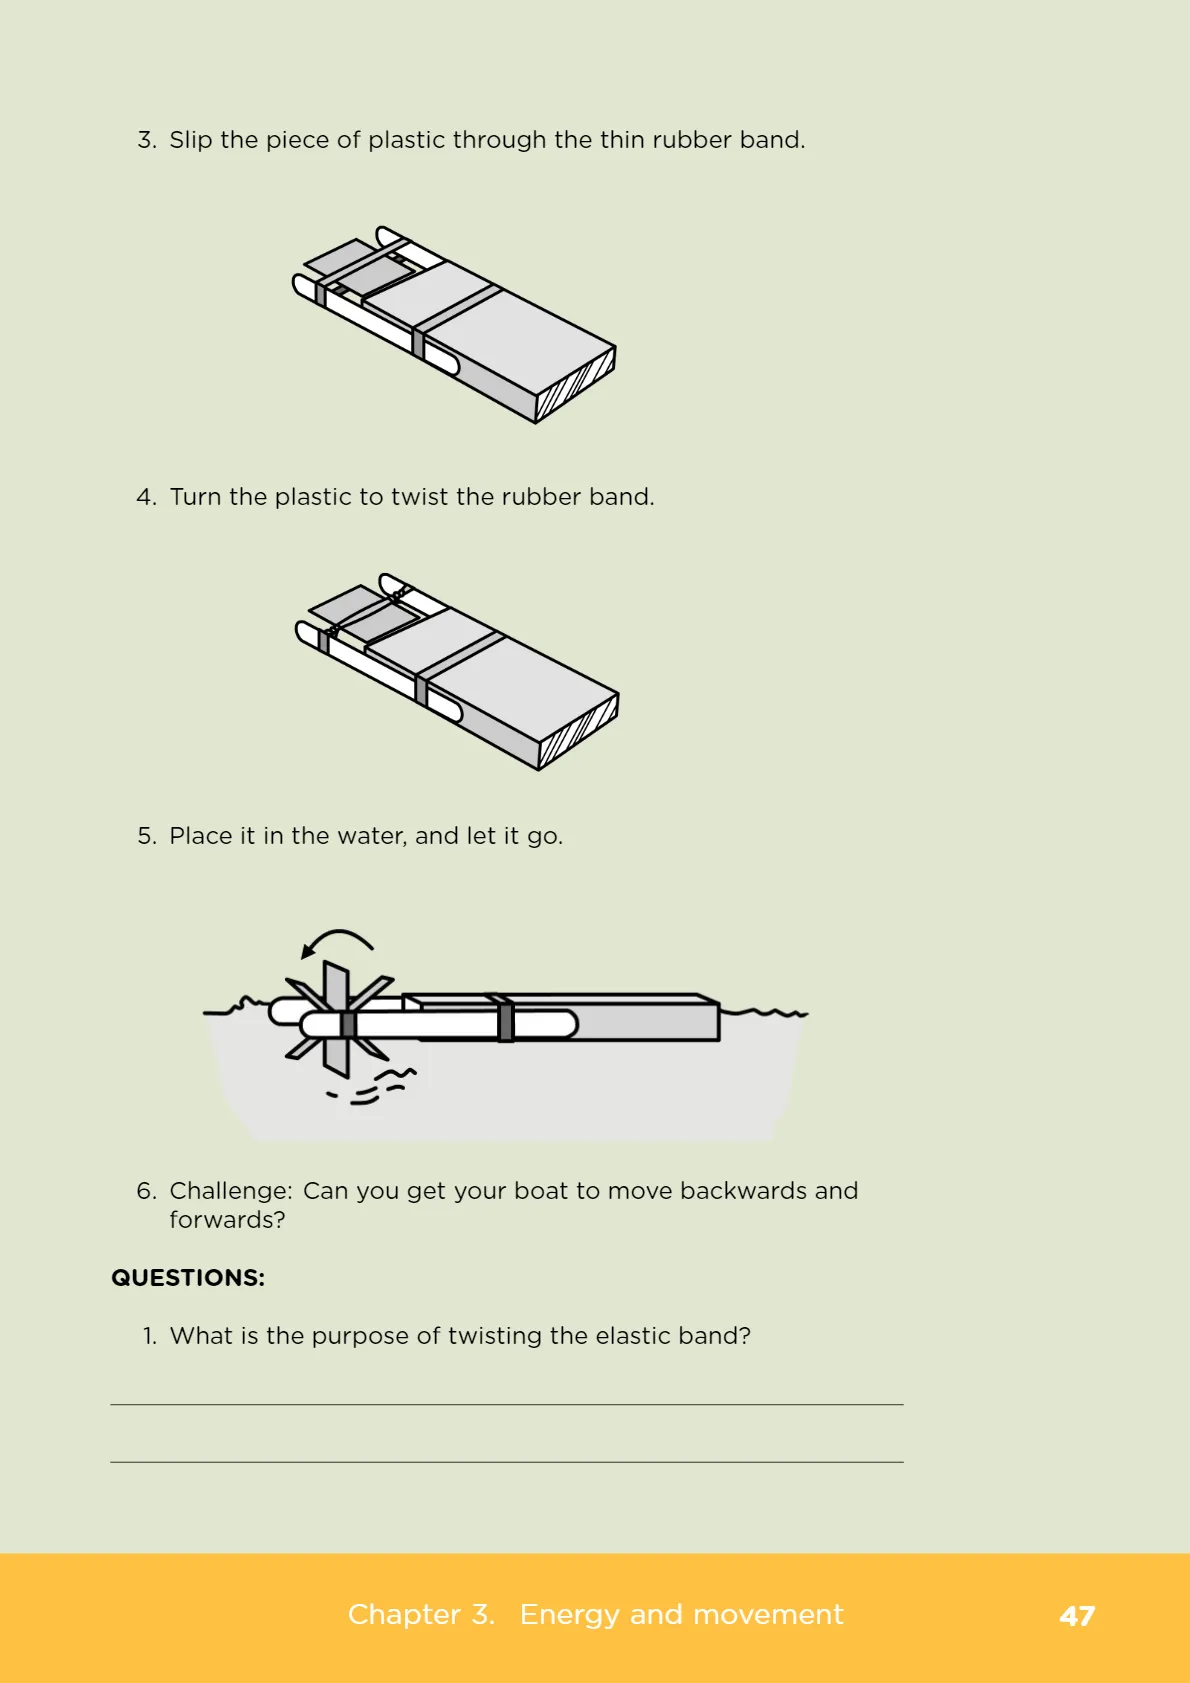 3. Slip the piece of plastic through the thin rubber band.
4. Turn the plastic to twist the rubber band.
5. Place it in the water, and let it go.
6. Challenge: Can you get your boat to move backwards and
forwards?
QUESTIONS:
1. What is the purpose of twisting the elastic band?
Chapter 3. Energy and movement
47